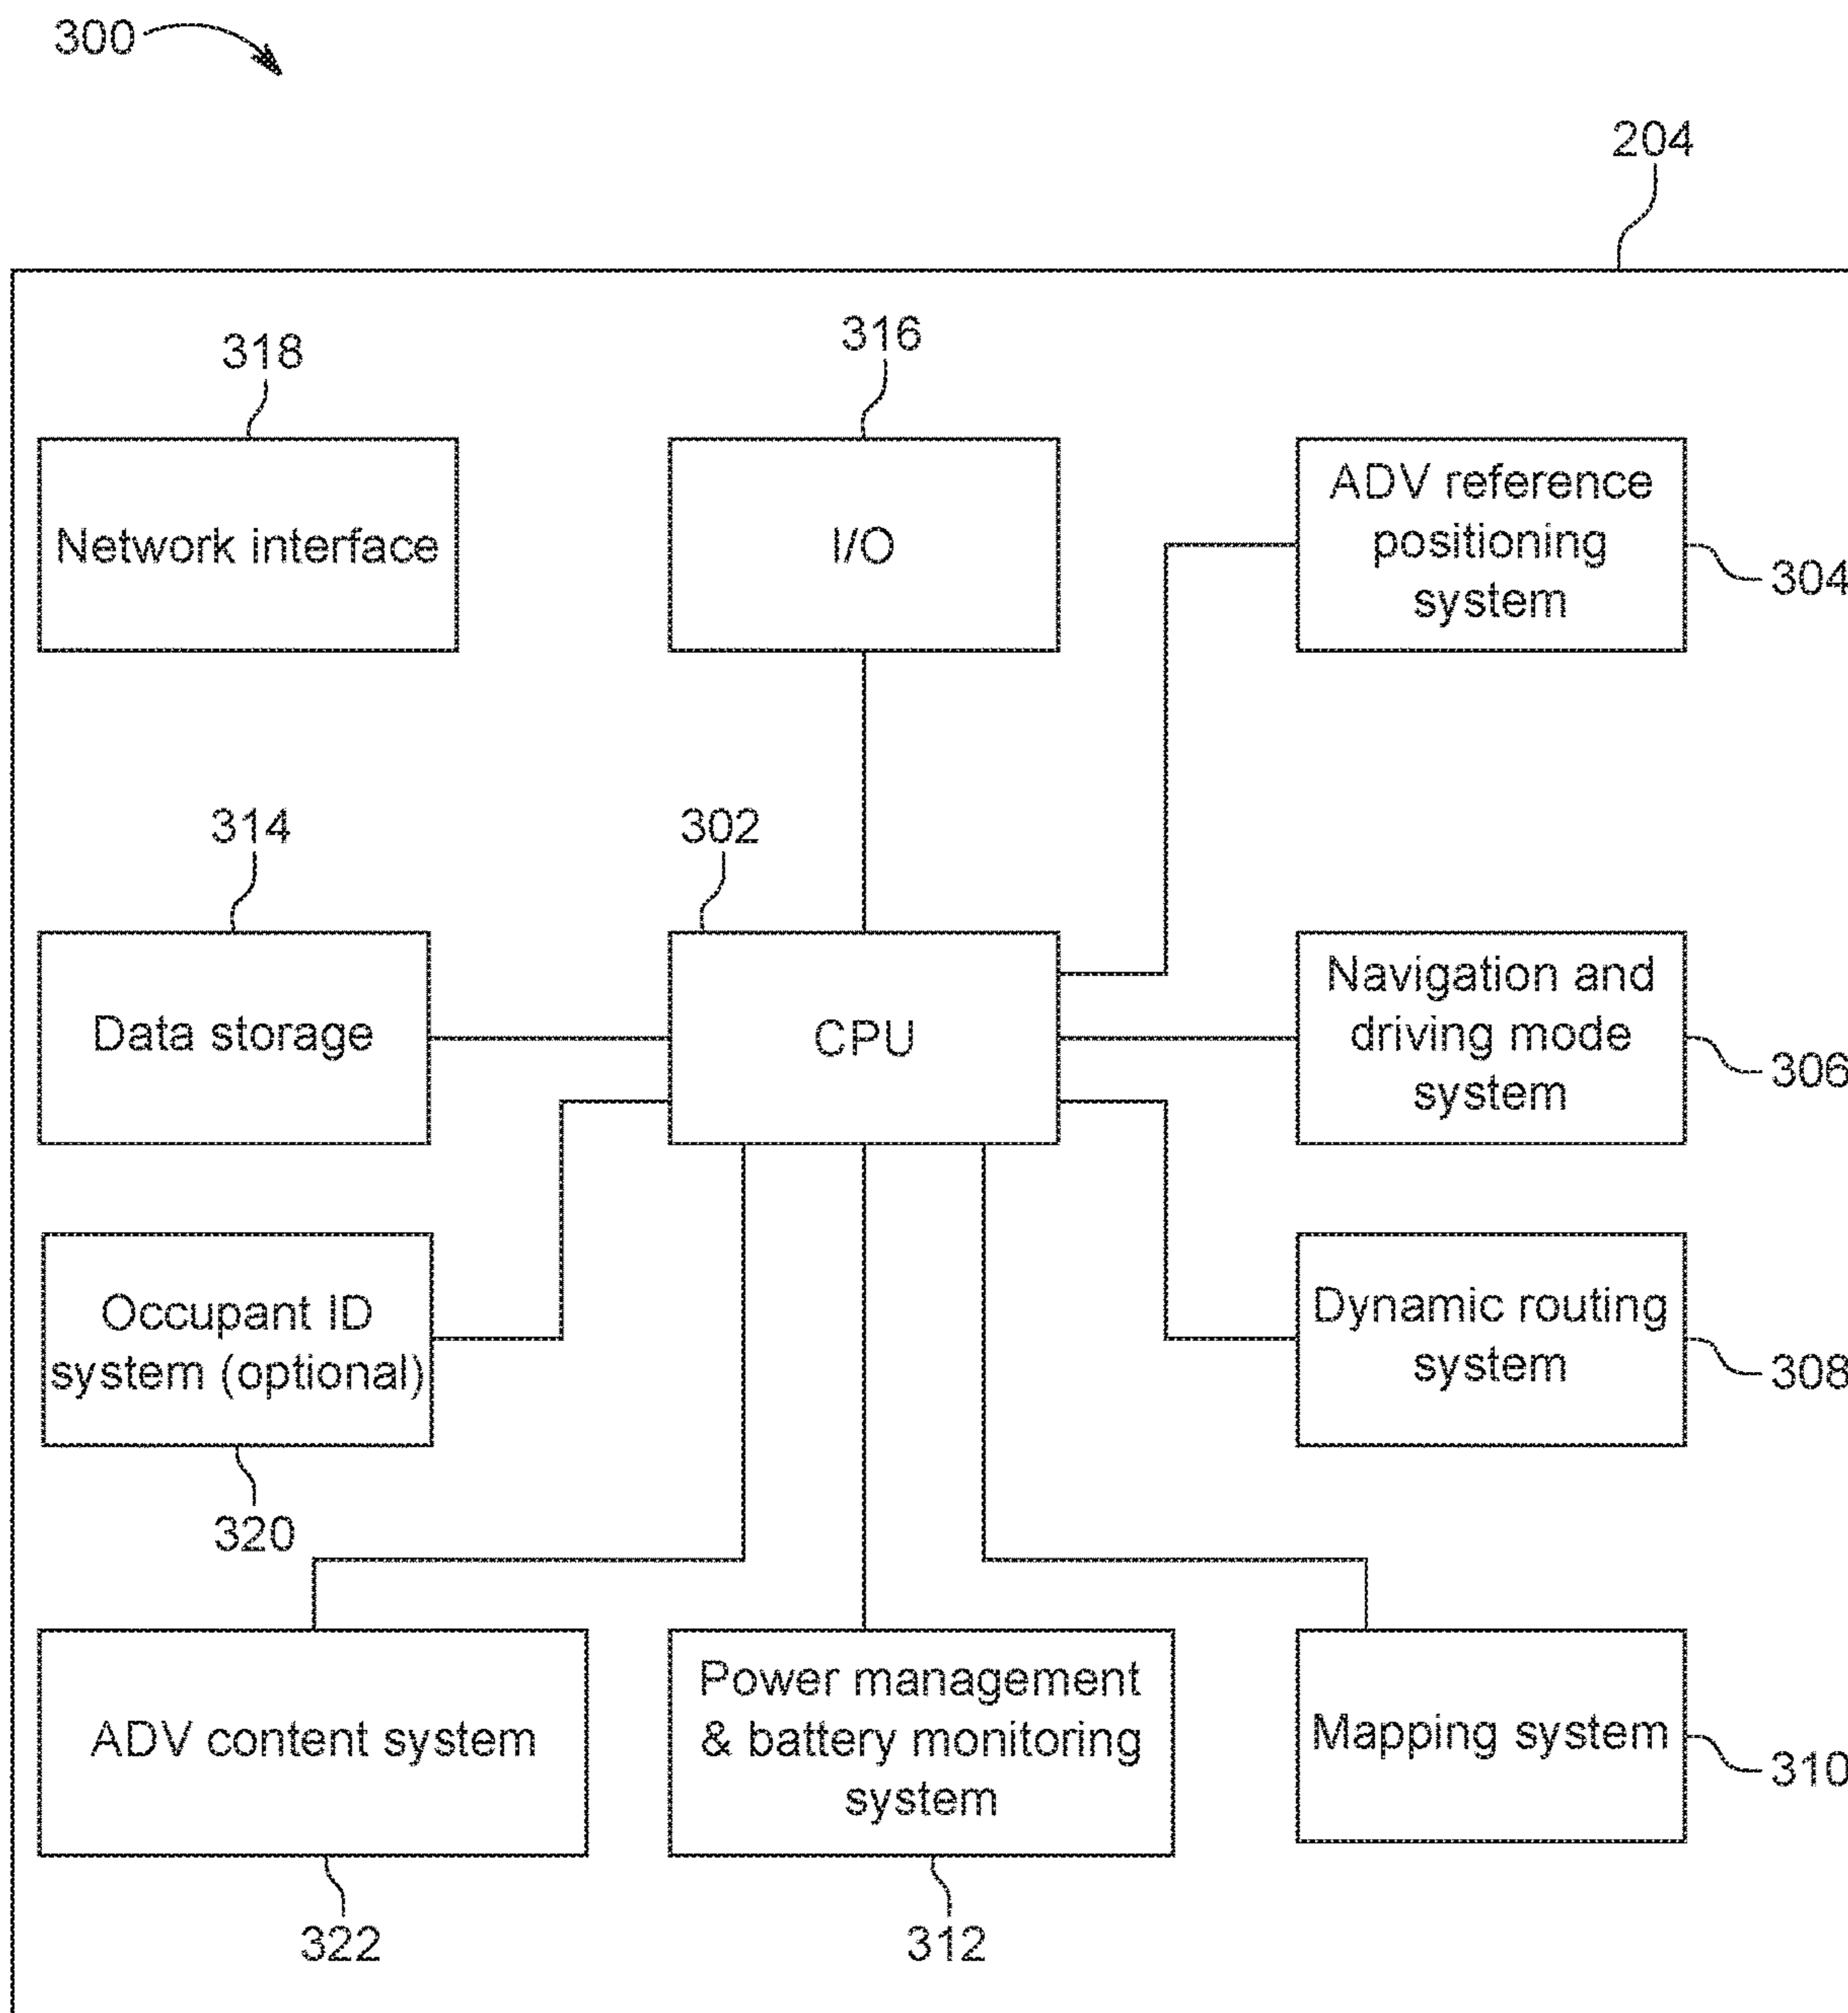 300
204
318
316
Network interface
I/O
ADV reference
positioning
system
304
314
302
Data storage
CPU
Navigation and
driving mode
system
306
Occupant ID
system (optional)
320
Dynamic routing
system
308
ADV content system
322
Power management
& battery monitoring
system
312
Mapping system
310